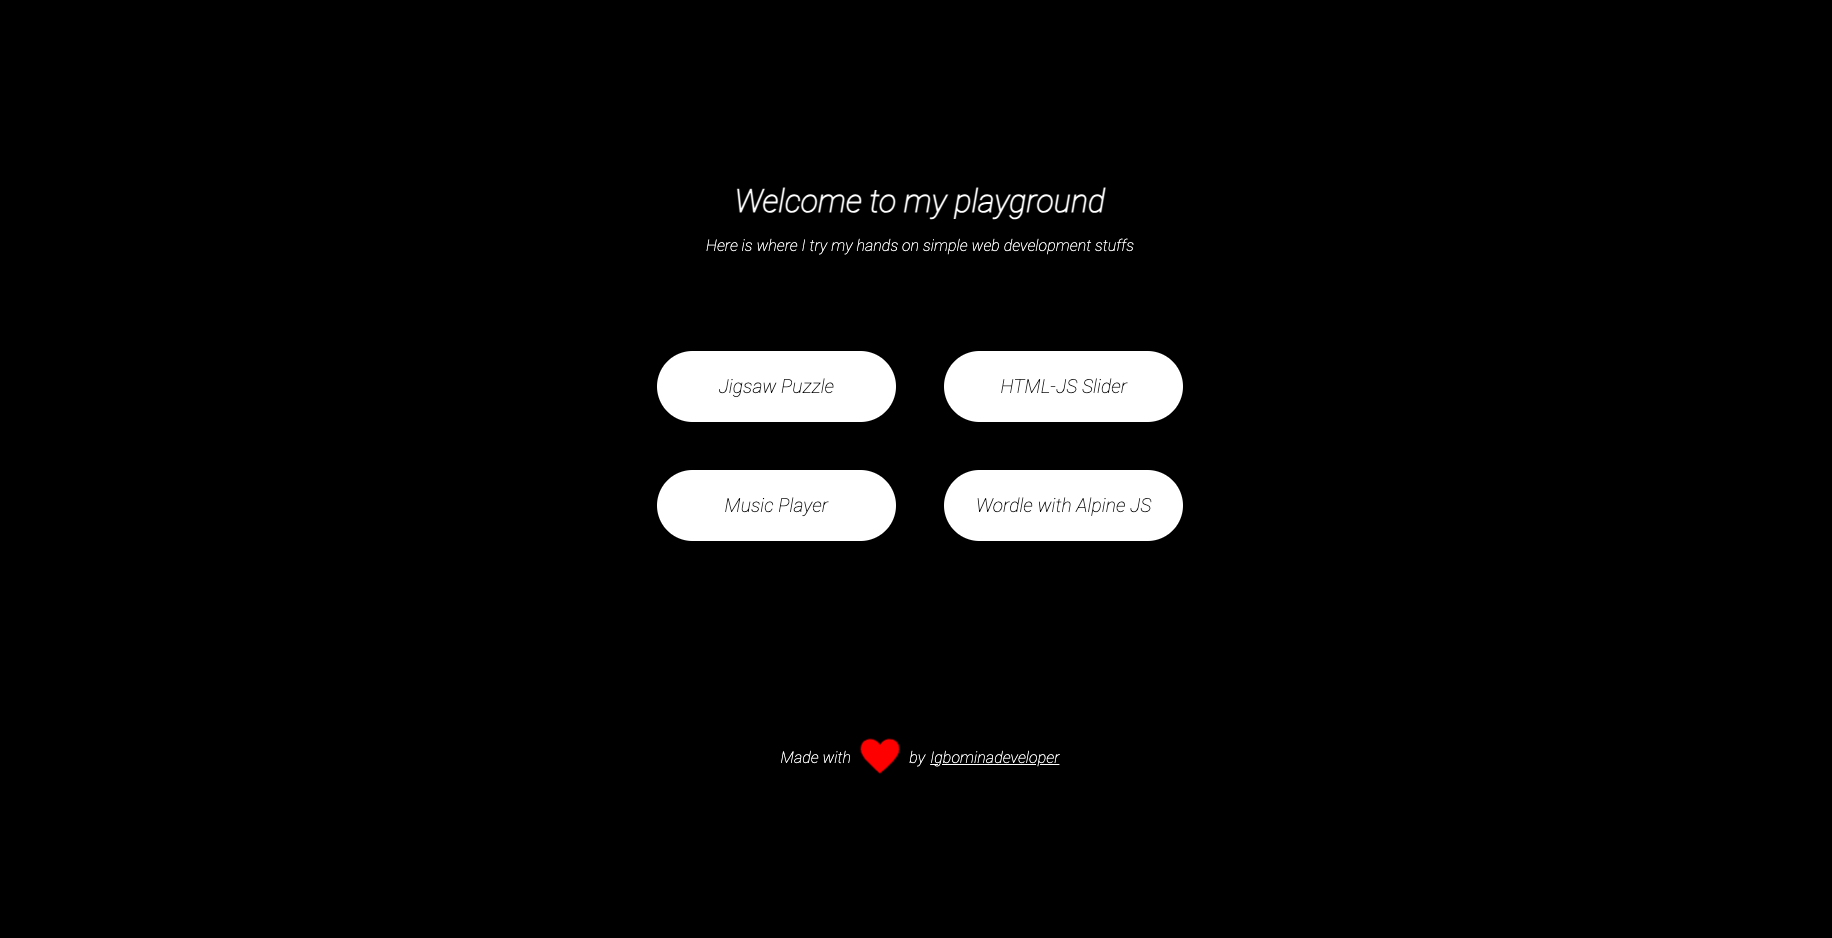 Welcome to my playground
Here is where I try my hands on simple web development stuffs
Jigsaw Puzzle
HTML-JS Slider
Music Player
Wordle with Alpine JS
Made with by Igbominadeveloper